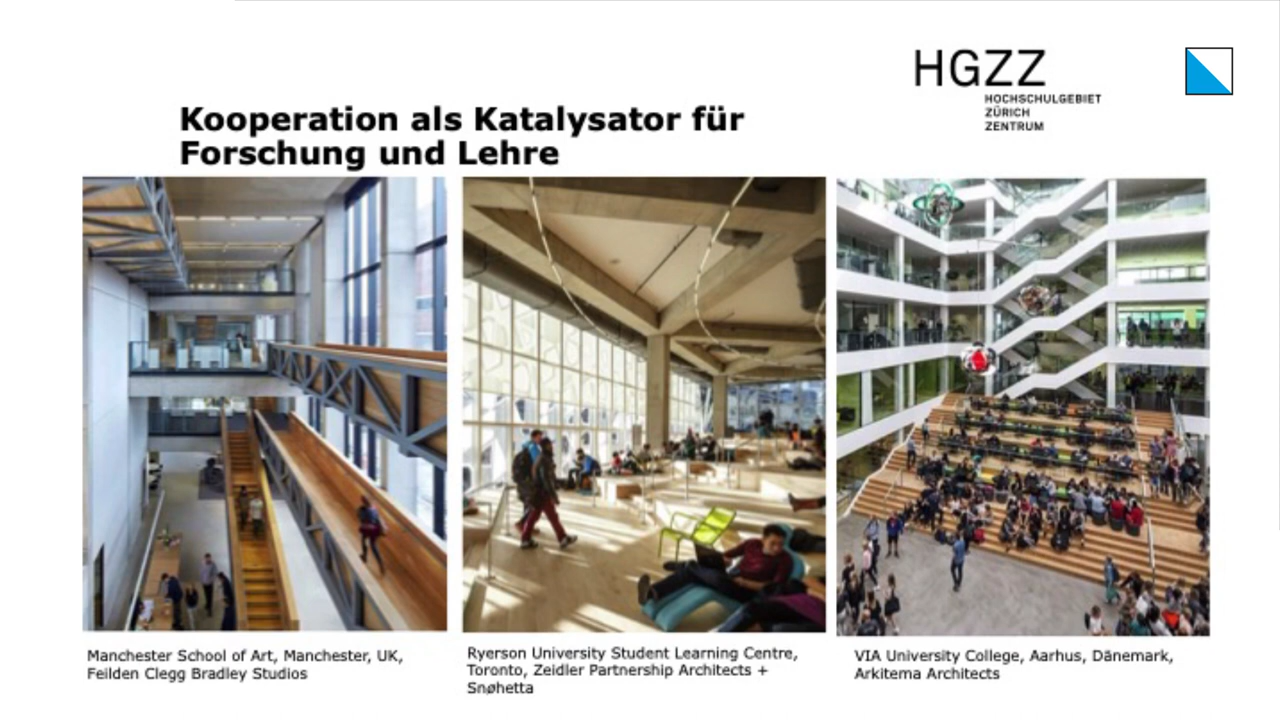 HGZZ
HOCHSCHULGEBIET
ZÜRICH
ZENTRUM
Kooperation als Katalysator für
Forschung und Lehre
Manchester School of Art, Manchester, UK,
Feilden Clegg Bradley Studios
Ryerson University Student Learning Centre,
Toronto, Zeidler Partnership Architects +
Snøhetta
VIA University College, Aarhus, Dänemark,
Arkitema Architects